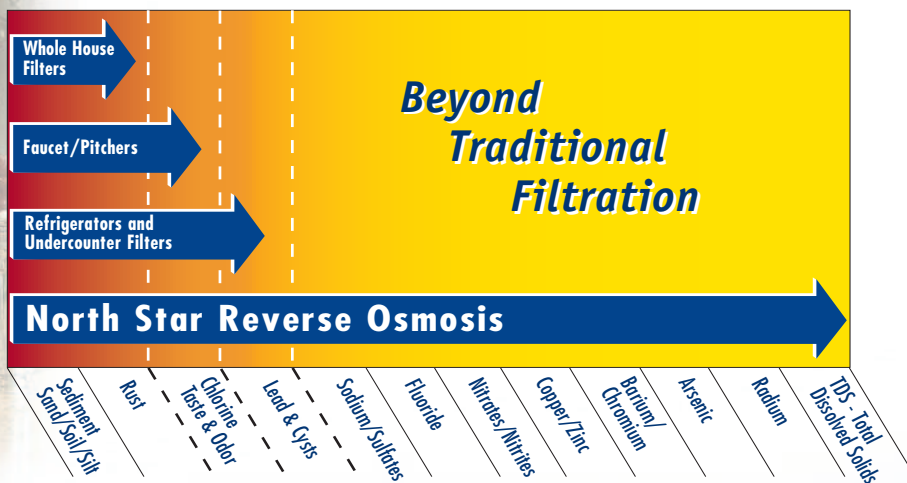 Whole House
Filters
Faucet/Pitchers
Refrigerators and
Undercounter Filters
Beyond
Traditional
Filtration
North Star Reverse Osmosis
Sediment
Sand/Soil/Silt
Rust
Chlorine
Taste & Odor
Lead & Cysts
Sodium/Sulfates
Fluoride
Nitrates/Nitrites
Copper/Zinc
Barium/
Chromium
Arsenic
Radium
TDS - Total
Dissolved Solids